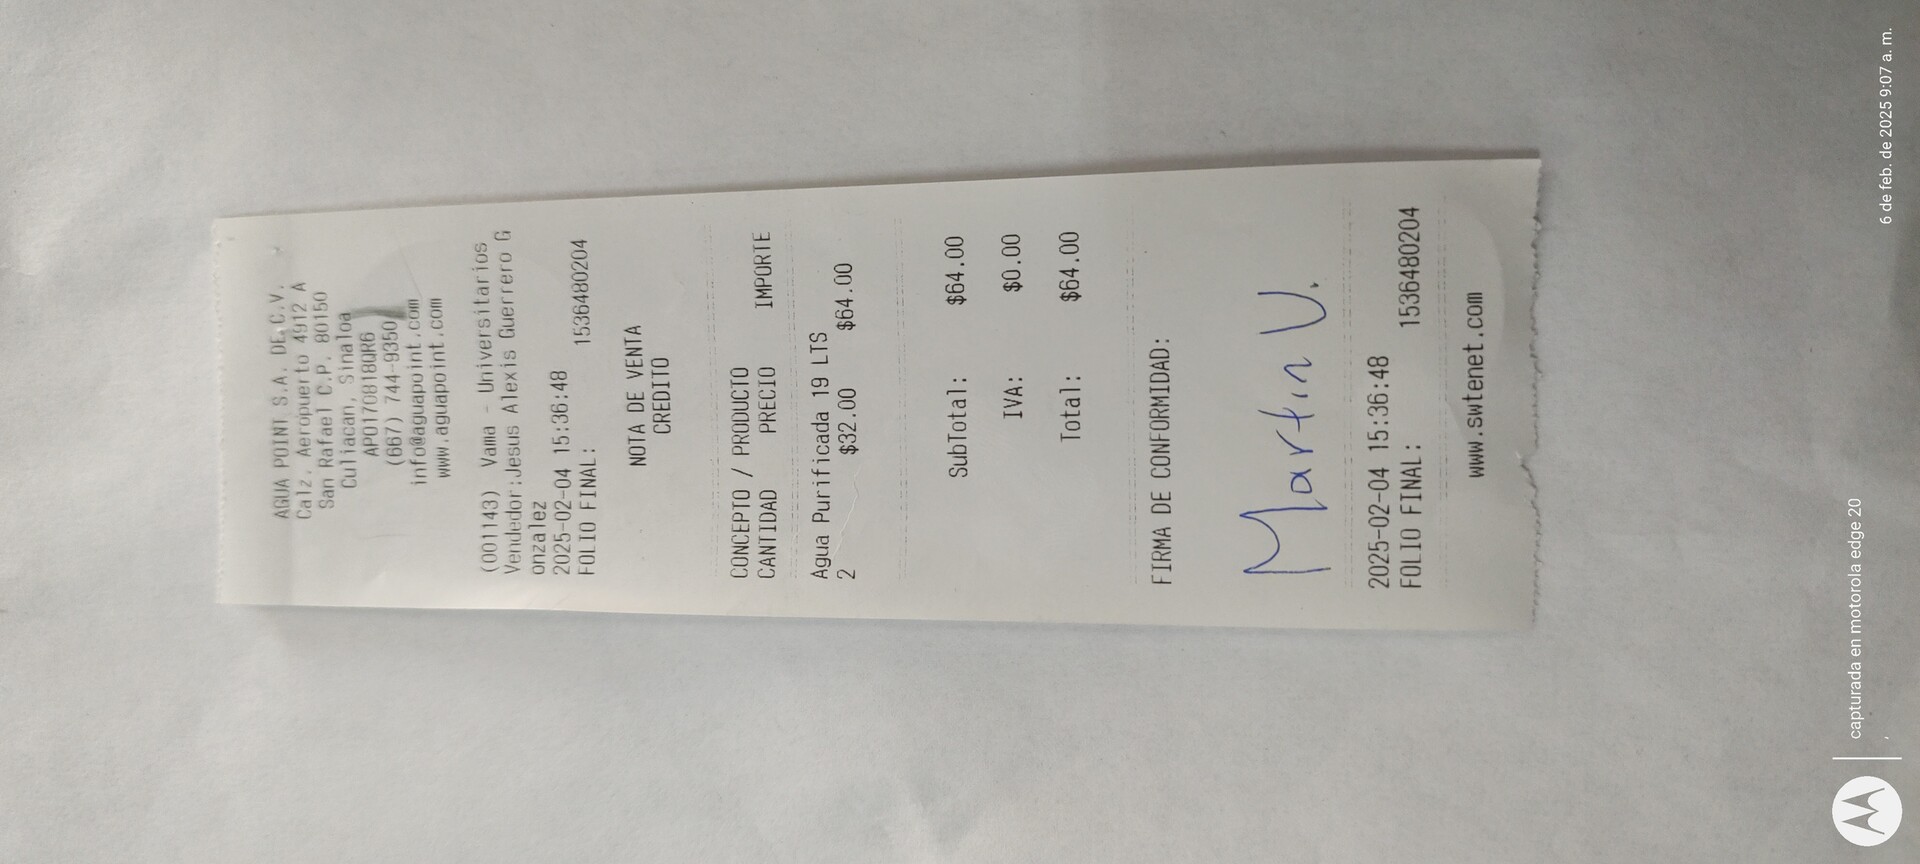 AGUA POINT S.A. DE C.V.
Calz. Aeropuerto 4912 A
San Rafael C.P. 80150
Culiacan, Sinaloa
APO170818QR6
(667) 744-9350
info@aguapoint.com
www.aguapoint.com
(001143) Vama - Universitarios
Vendedor:Jesus Alexis Guerrero G
onzalez
2025-02-04 15:36:48
FOLIO FINAL: 1536480204
NOTA DE VENTA
CREDITO
CONCEPTO / PRODUCTO
CANTIDAD PRECIO IMPORTE
Agua Purificada 19 LTS
2 $32.00 $64.00
SubTotal: $64.00
IVA: $0.00
Total: $64.00
FIRMA DE CONFORMIDAD:
Martin V.
2025-02-04 15:36:48
FOLIO FINAL: 1536480204
www.swtenet.com
capturada en motorola edge 20
6 de feb. de 2025 9:07 a. m.